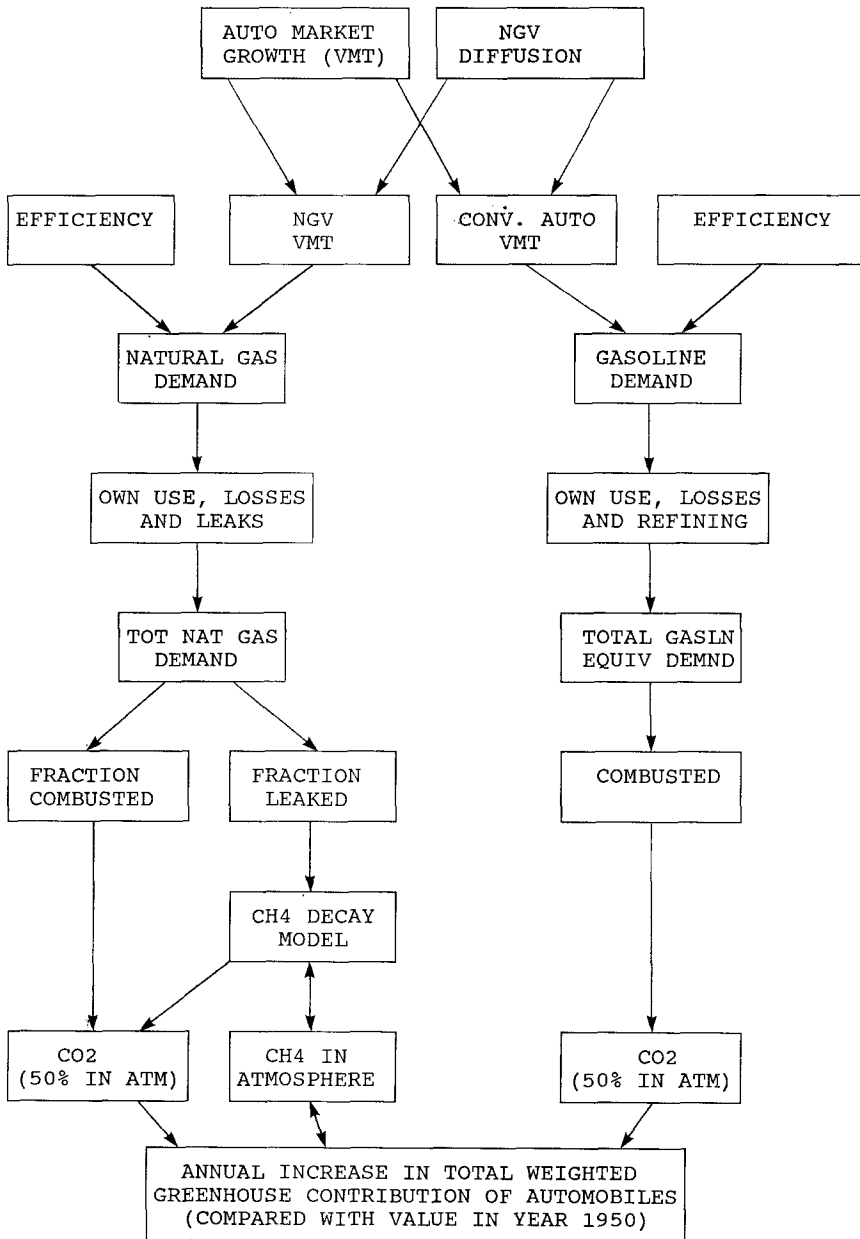 AUTO MARKET
GROWTH (VMT)
NGV
DIFFUSION
EFFICIENCY
NGV
VMT
CONV. AUTO
VMT
EFFICIENCY
NATURAL GAS
DEMAND
GASOLINE
DEMAND
OWN USE, LOSSES
AND LEAKS
OWN USE, LOSSES
AND REFINING
TOT NAT GAS
DEMAND
TOTAL GASLN
EQUIV DEMND
FRACTION
COMBUSTED
FRACTION
LEAKED
COMBUSTED
CH4 DECAY
MODEL
CO2
(50% IN ATM)
CH4 IN
ATMOSPHERE
CO2
(50% IN ATM)
ANNUAL INCREASE IN TOTAL WEIGHTED
GREENHOUSE CONTRIBUTION OF AUTOMOBILES
(COMPARED WITH VALUE IN YEAR 1950)